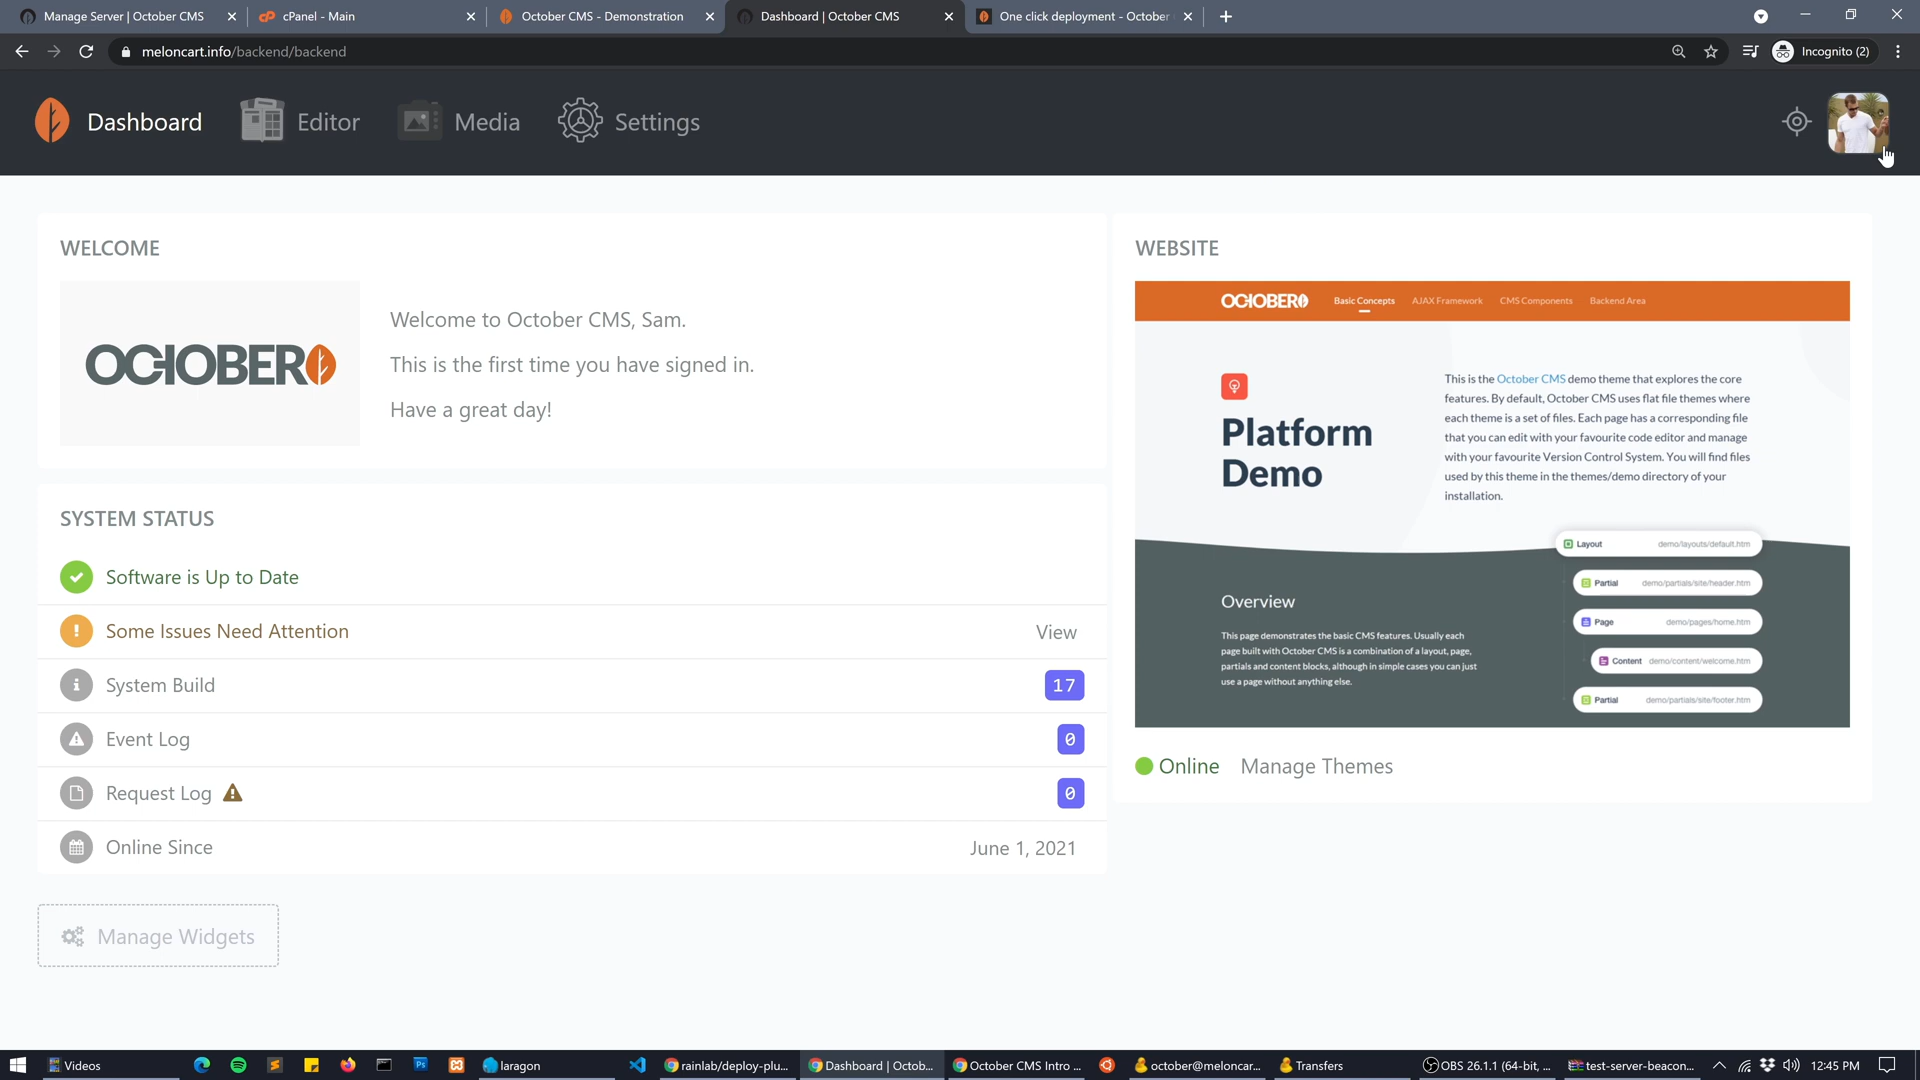 Manage Server | October CMS
cPanel - Main
October CMS - Demonstration
Dashboard | October CMS
One click deployment - October
meloncart.info/backend/backend
Incognito (2)
Dashboard
Editor
Media
Settings
WELCOME
OCTOBER
Welcome to October CMS, Sam.
This is the first time you have signed in.
Have a great day!
SYSTEM STATUS
Software is Up to Date
Some Issues Need Attention
View
System Build
17
Event Log
0
Request Log
0
Online Since
June 1, 2021
Manage Widgets
WEBSITE
OCTOBER
Basic Concepts
AJAX Framework
CMS Components
Backend Area
Platform
Demo
This is the October CMS demo theme that explores the core
features. By default, October CMS uses flat file themes where
each theme is a set of files. Each page has a corresponding file
that you can edit with your favourite code editor and manage
with your favourite Version Control System. You will find files
used by this theme in the themes/demo directory of your
installation.
Layout demo/layouts/default.htm
Partial demo/partials/site/header.htm
Page demo/pages/home.htm
Content demo/content/welcome.htm
Partial demo/partials/site/footer.htm
Overview
This page demonstrates the basic CMS features. Usually each
page built with October CMS is a combination of a layout, page,
partials and content blocks, although in simple cases you can just
use a page without anything else.
Online
Manage Themes
Videos
Ps
laragon
rainlab/deploy-plu...
Dashboard | Octob...
October CMS Intro ...
october@meloncar...
Transfers
OBS 26.1.1 (64-bit, ...
test-server-beacon...
12:45 PM